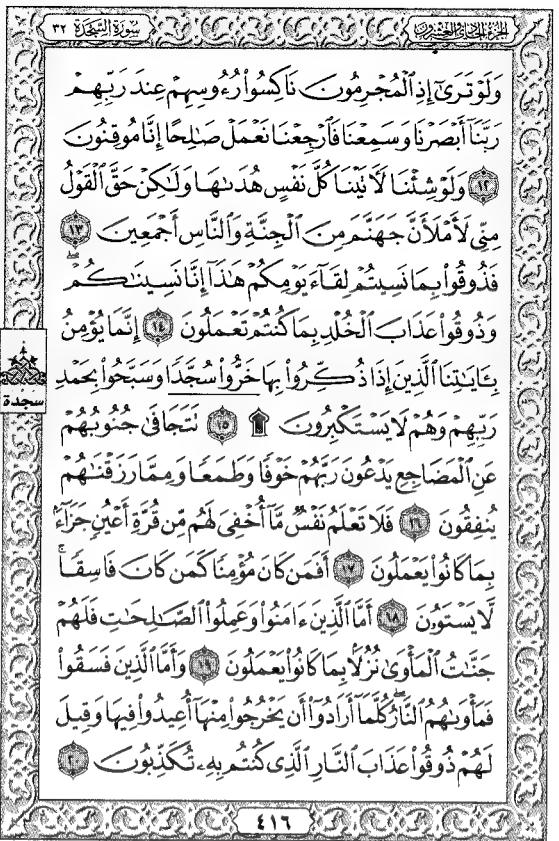 الجزء الحادي والعشرون
سورة السجدة ٣٢
وَلَوْ تَرَىٰٓ إِذِ ٱلْمُجْرِمُونَ نَاكِسُوا۟ رُءُوسِهِمْ عِندَ رَبِّهِمْ
رَبَّنَآ أَبْصَرْنَا وَسَمِعْنَا فَٱرْجِعْنَا نَعْمَلْ صَٰلِحًا إِنَّا مُوقِنُونَ
١٢ وَلَوْ شِئْنَا لَءَاتَيْنَا كُلَّ نَفْسٍ هُدَىٰهَا وَلَٰكِنْ حَقَّ ٱلْقَوْلُ
مِنِّى لَأَمْلَأَنَّ جَهَنَّمَ مِنَ ٱلْجِنَّةِ وَٱلنَّاسِ أَجْمَعِينَ ١٣
فَذُوقُوا۟ بِمَا نَسِيتُمْ لِقَآءَ يَوْمِكُمْ هَٰذَآ إِنَّا نَسِينَٰكُمْ ۖ
وَذُوقُوا۟ عَذَابَ ٱلْخُلْدِ بِمَا كُنتُمْ تَعْمَلُونَ ١٤ إِنَّمَا يُؤْمِنُ
بِـَٔايَٰتِنَا ٱلَّذِينَ إِذَا ذُكِّرُوا۟ بِهَا خَرُّوا۟ سُجَّدًا وَسَبَّحُوا۟ بِحَمْدِ
سجدة
رَبِّهِمْ وَهُمْ لَا يَسْتَكْبِرُونَ ۩ ١٥ تَتَجَافَىٰ جُنُوبُهُمْ
عَنِ ٱلْمَضَاجِعِ يَدْعُونَ رَبَّهُمْ خَوْفًا وَطَمَعًا وَمِمَّا رَزَقْنَٰهُمْ
يُنفِقُونَ ١٦ فَلَا تَعْلَمُ نَفْسٌ مَّآ أُخْفِىَ لَهُم مِّن قُرَّةِ أَعْيُنٍ جَزَآءًۢ
بِمَا كَانُوا۟ يَعْمَلُونَ ١٧ أَفَمَن كَانَ مُؤْمِنًا كَمَن كَانَ فَاسِقًا ۚ
لَّا يَسْتَوُۥنَ ١٨ أَمَّا ٱلَّذِينَ ءَامَنُوا۟ وَعَمِلُوا۟ ٱلصَّٰلِحَٰتِ فَلَهُمْ
جَنَّٰتُ ٱلْمَأْوَىٰ نُزُلًۢا بِمَا كَانُوا۟ يَعْمَلُونَ ١٩ وَأَمَّا ٱلَّذِينَ فَسَقُوا۟
فَمَأْوَىٰهُمُ ٱلنَّارُ ۖ كُلَّمَآ أَرَادُوٓا۟ أَن يَخْرُجُوا۟ مِنْهَآ أُعِيدُوا۟ فِيهَا وَقِيلَ
لَهُمْ ذُوقُوا۟ عَذَابَ ٱلنَّارِ ٱلَّذِى كُنتُم بِهِۦ تُكَذِّبُونَ ٢٠
٤١٦